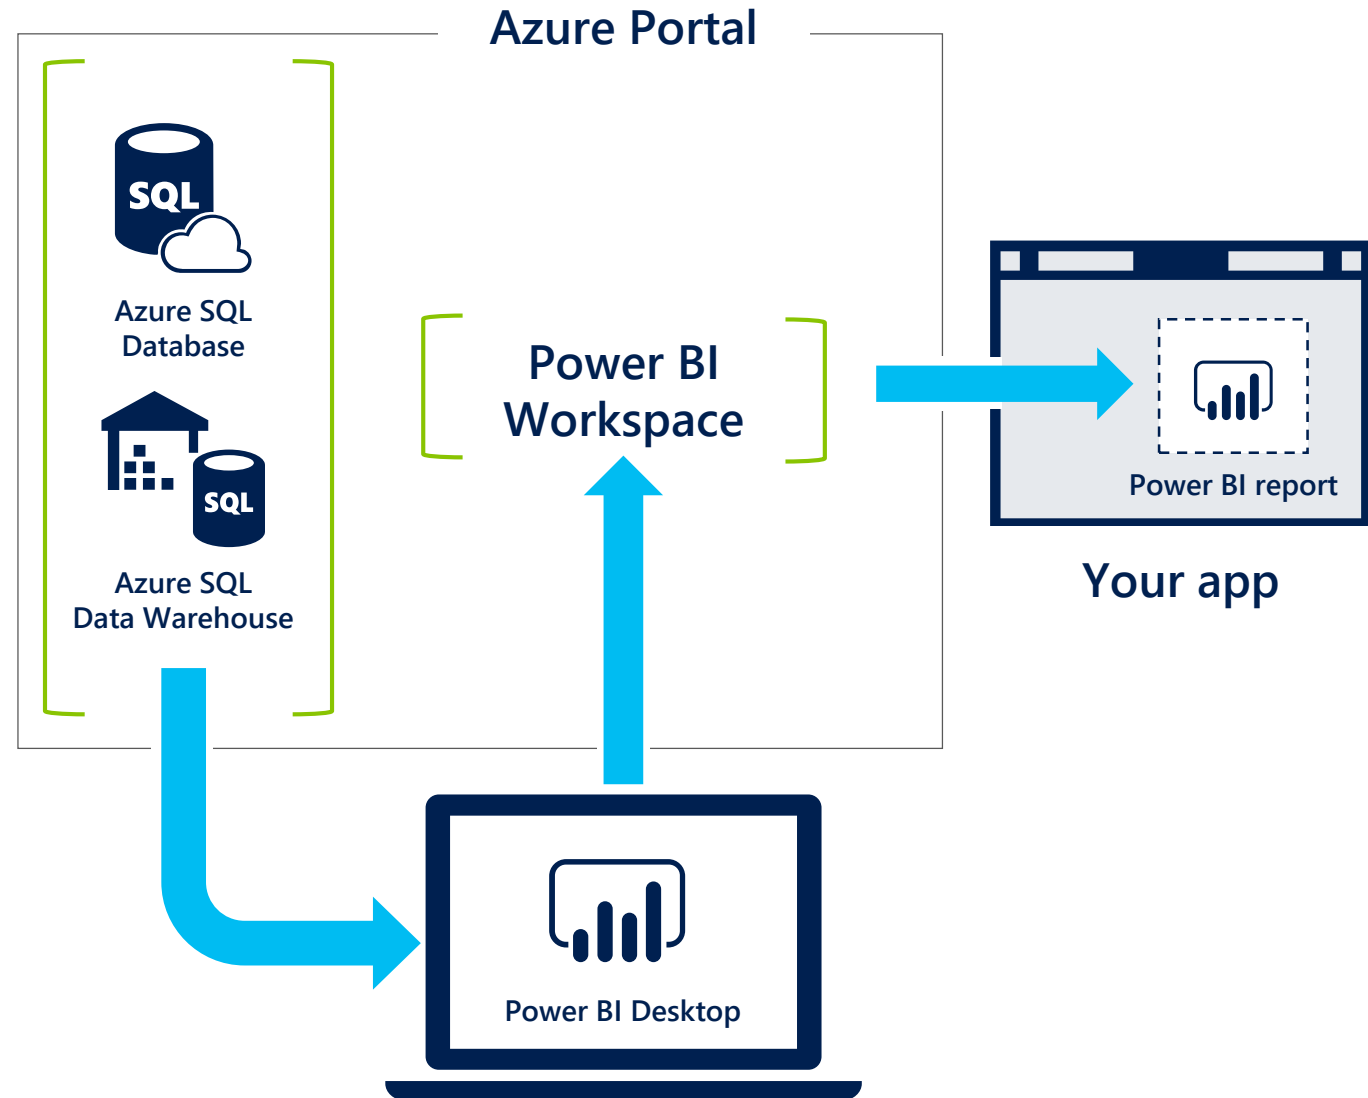 Azure Portal
SQL
Azure SQL
Database
SQL
Azure SQL
Data Warehouse
Power BI
Workspace
Power BI report
Your app
Power BI Desktop